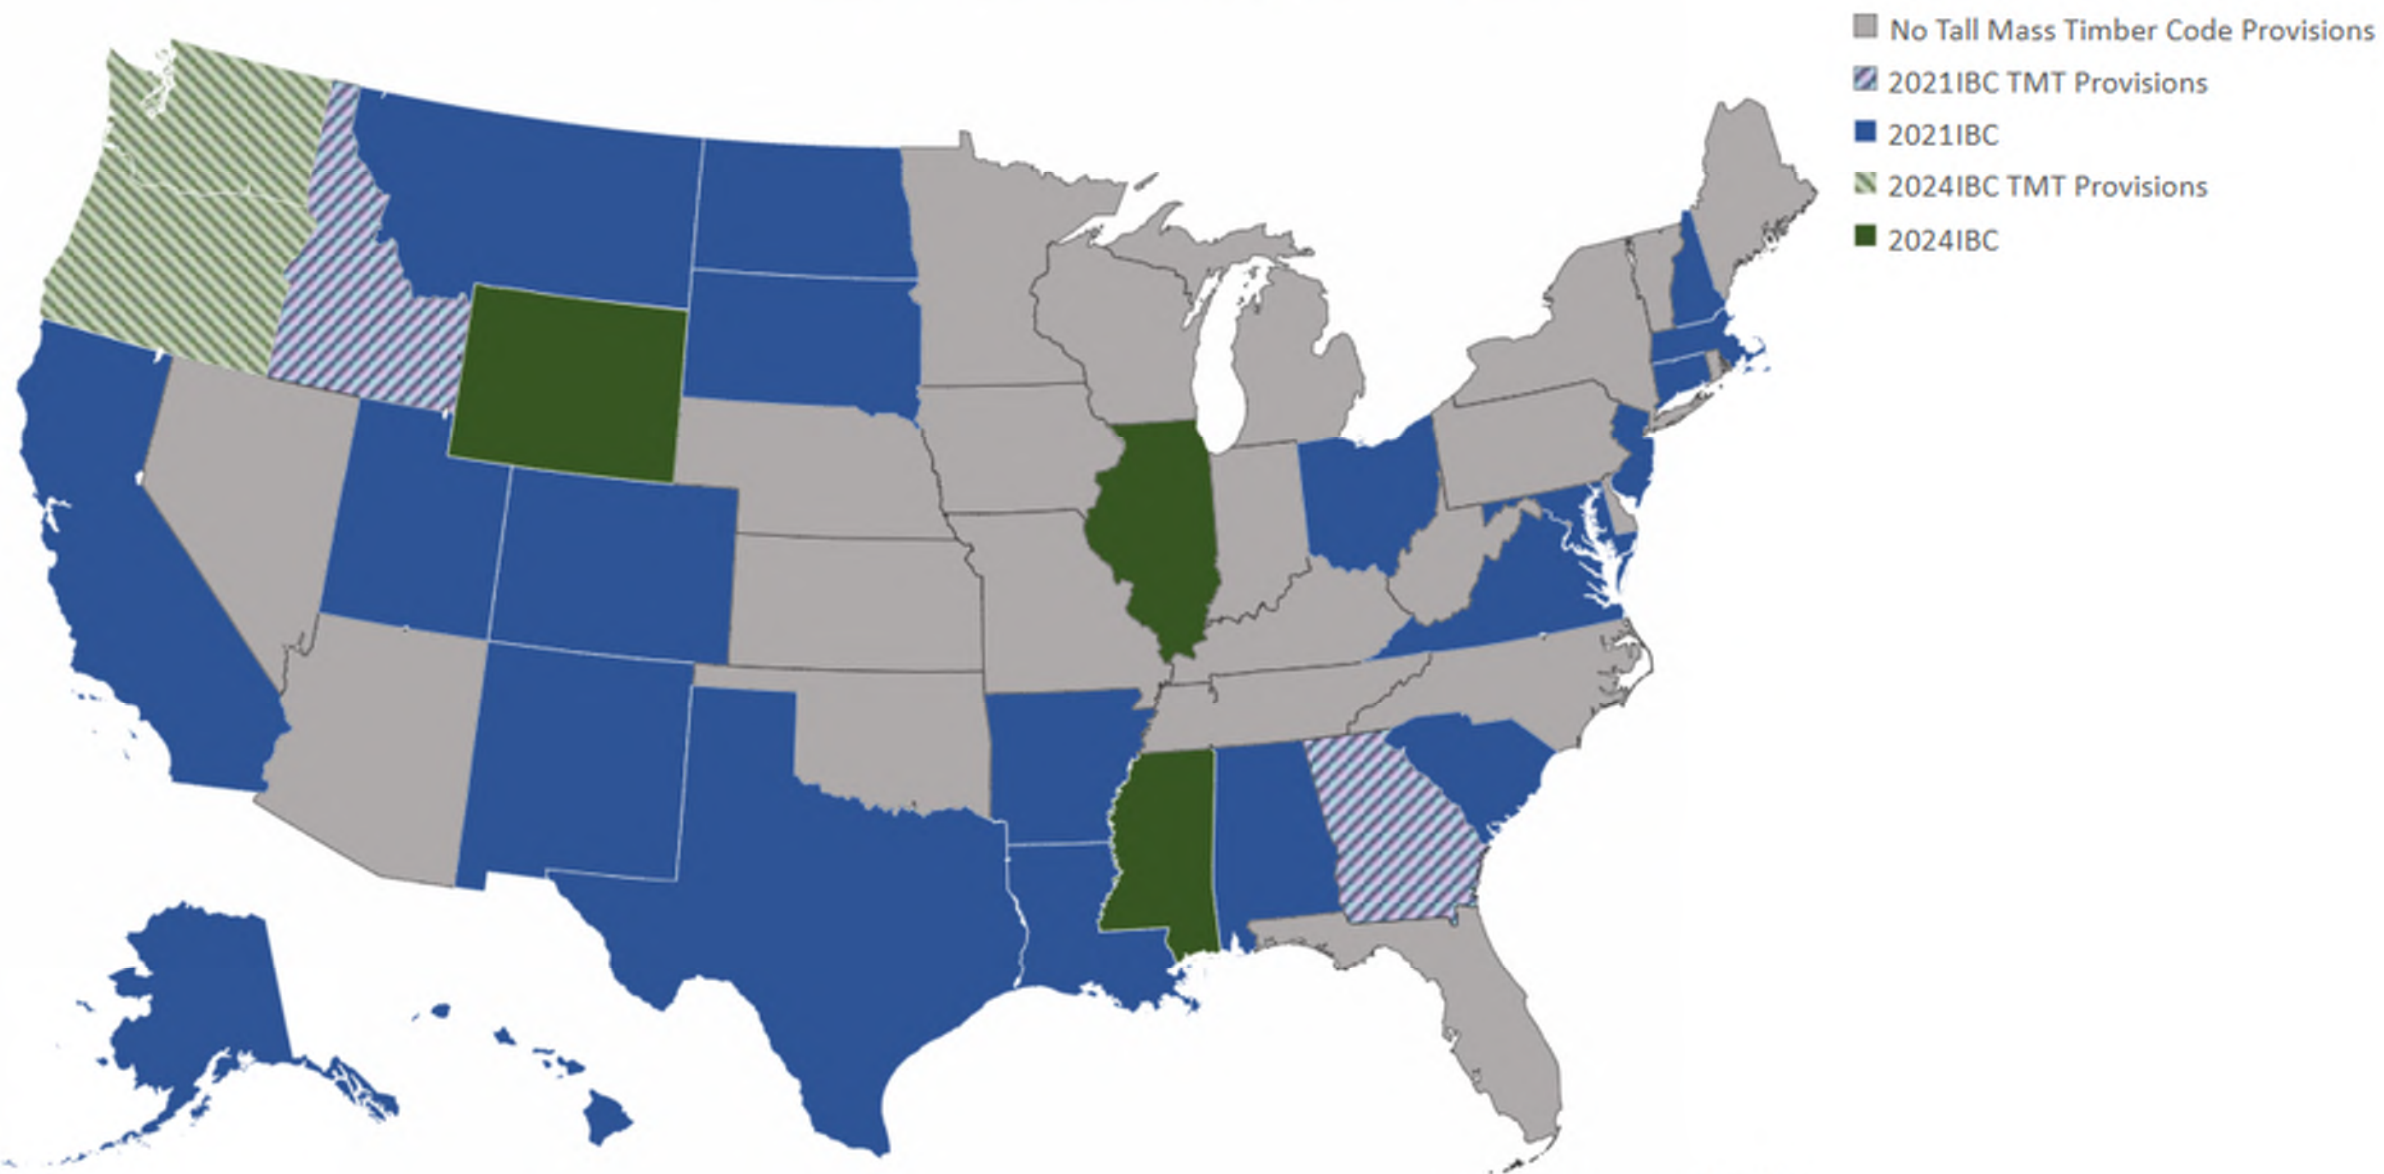 No Tall Mass Timber Code Provisions
2021IBC TMT Provisions
2021IBC
2024IBC TMT Provisions
2024IBC